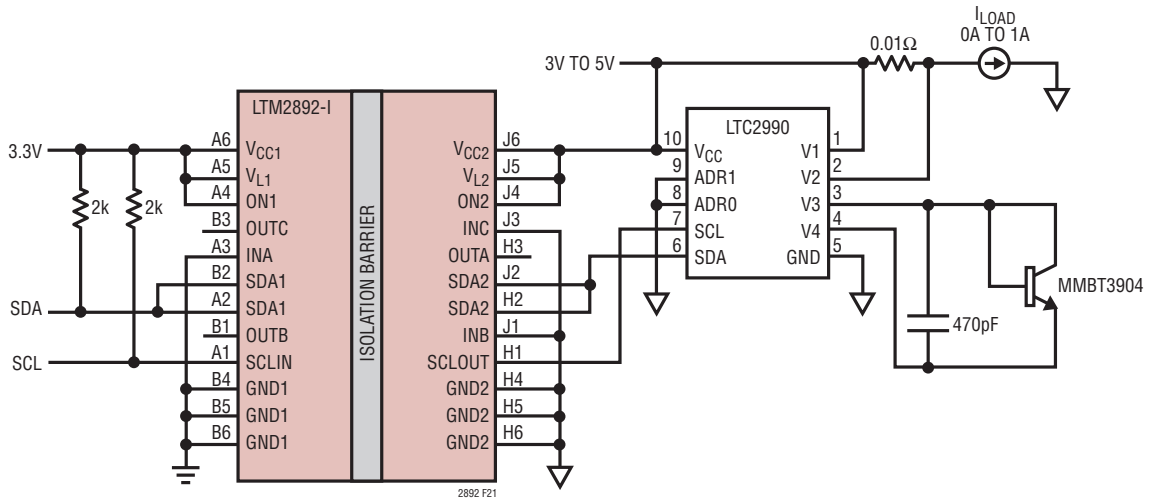 I_LOAD
0A TO 1A
0.01Ω
3V TO 5V
LTM2892-I
LTC2990
3.3V
A6 V_CC1
A5 V_L1
A4 ON1
B3 OUTC
A3 INA
B2 SDA1
A2 SDA1
B1 OUTB
A1 SCLIN
B4 GND1
B5 GND1
B6 GND1
2k
2k
SDA
SCL
ISOLATION BARRIER
V_CC2 J6
V_L2 J5
ON2 J4
INC J3
OUTA H3
SDA2 J2
SDA2 H2
INB J1
SCLOUT H1
GND2 H4
GND2 H5
GND2 H6
10 V_CC
9 ADR1
8 ADR0
7 SCL
6 SDA
V1 1
V2 2
V3 3
V4 4
GND 5
MMBT3904
470pF
2892 F21